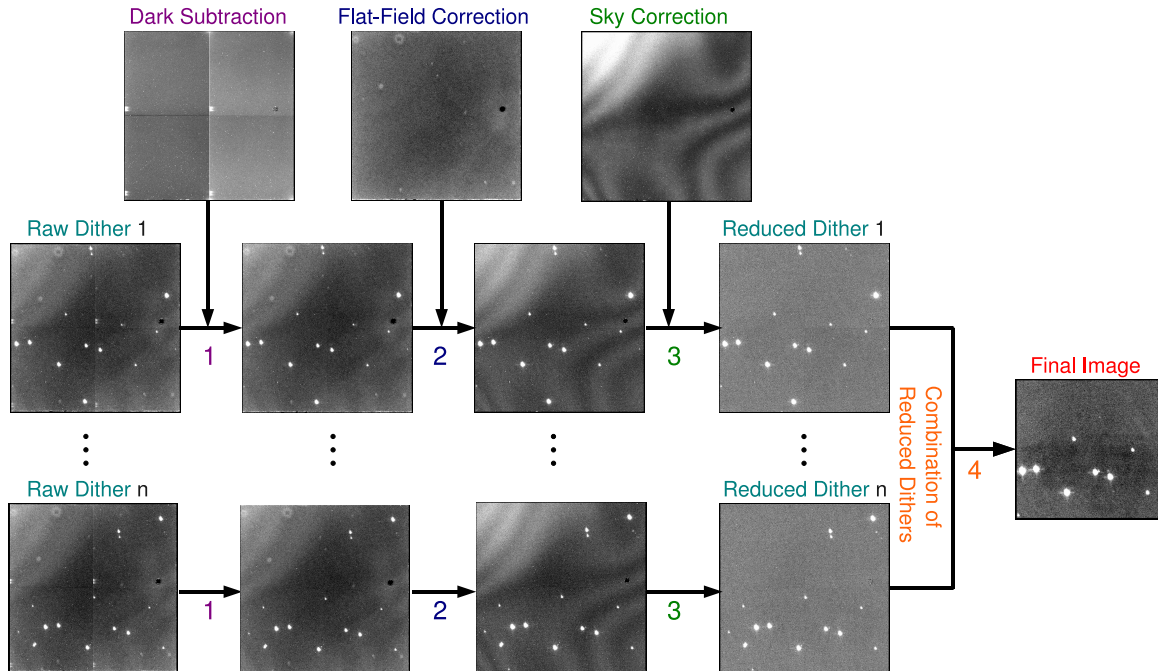 Dark Subtraction
Flat-Field Correction
Sky Correction
Raw Dither 1
Reduced Dither 1
1
2
3
Final Image
Combination of
Reduced Dithers
4
Raw Dither n
Reduced Dither n
1
2
3